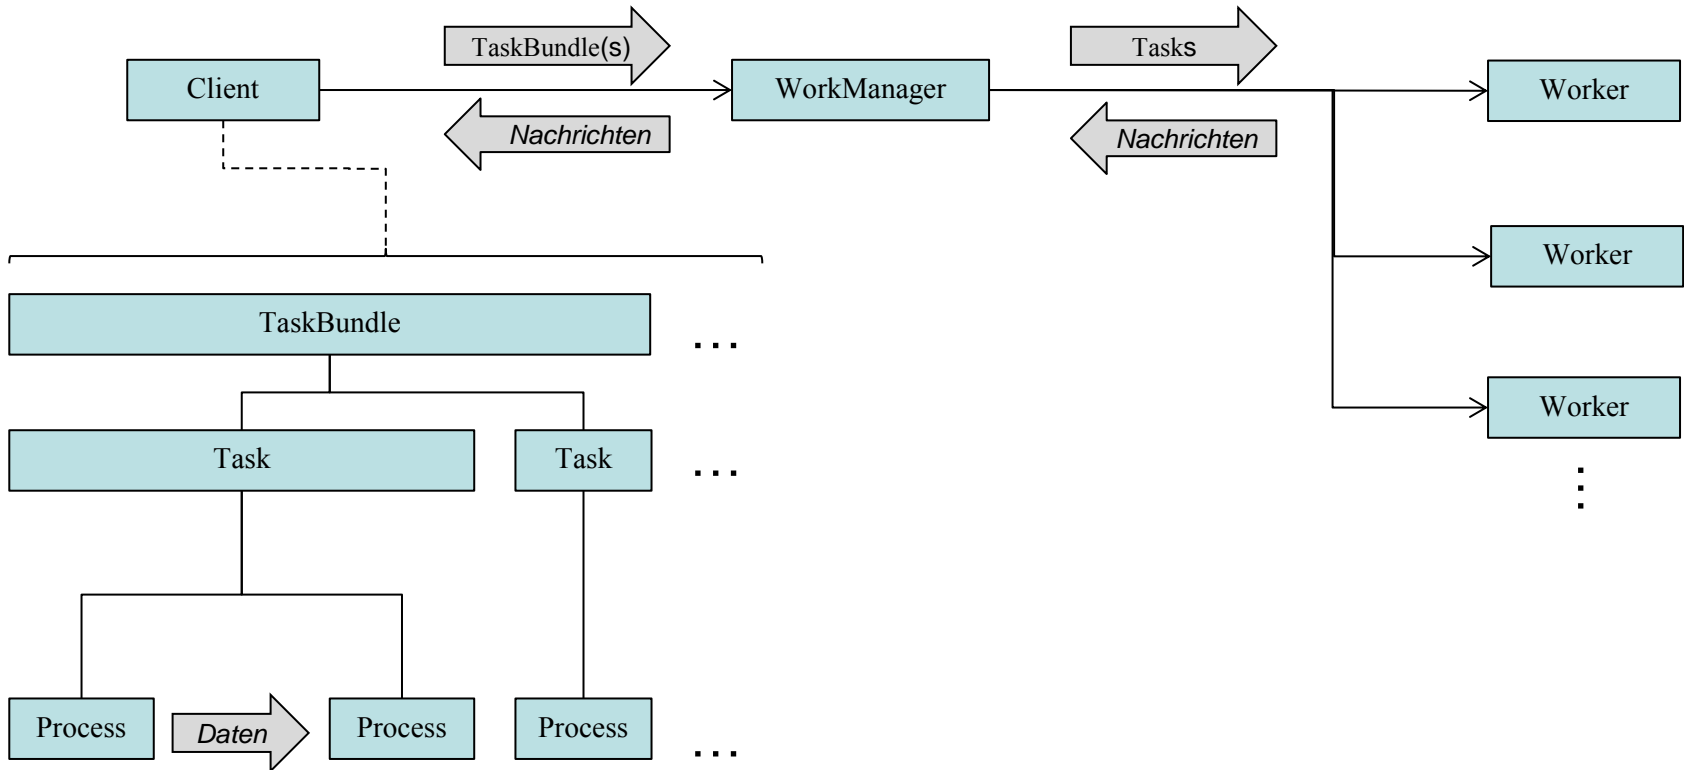 TaskBundle(s)
Tasks
Client
WorkManager
Worker
Nachrichten
Nachrichten
Worker
TaskBundle
...
Worker
Task
Task
...
...
Process
Daten
Process
Process
...